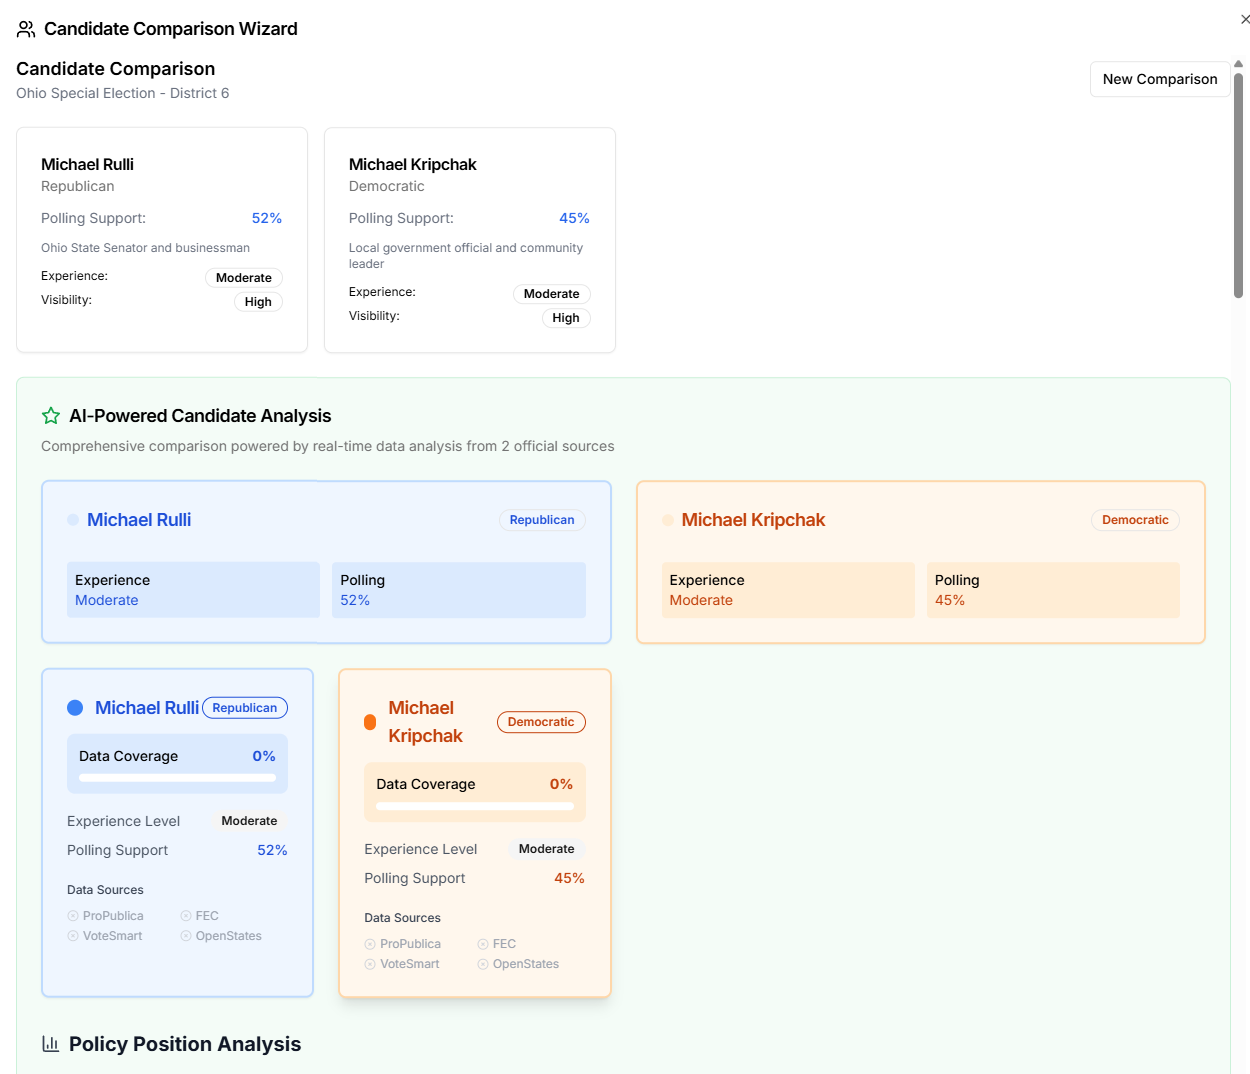 Candidate Comparison Wizard
Candidate Comparison
Ohio Special Election - District 6
New Comparison
Michael Rulli
Republican
Polling Support: 52%
Ohio State Senator and businessman
Experience: Moderate
Visibility: High
Michael Kripchak
Democratic
Polling Support: 45%
Local government official and community
leader
Experience: Moderate
Visibility: High
AI-Powered Candidate Analysis
Comprehensive comparison powered by real-time data analysis from 2 official sources
Michael Rulli Republican
Experience
Moderate
Polling
52%
Michael Kripchak Democratic
Experience
Moderate
Polling
45%
Michael Rulli Republican
Data Coverage 0%
Experience Level Moderate
Polling Support 52%
Data Sources
ProPublica FEC
VoteSmart OpenStates
Michael
Kripchak
Democratic
Data Coverage 0%
Experience Level Moderate
Polling Support 45%
Data Sources
ProPublica FEC
VoteSmart OpenStates
Policy Position Analysis